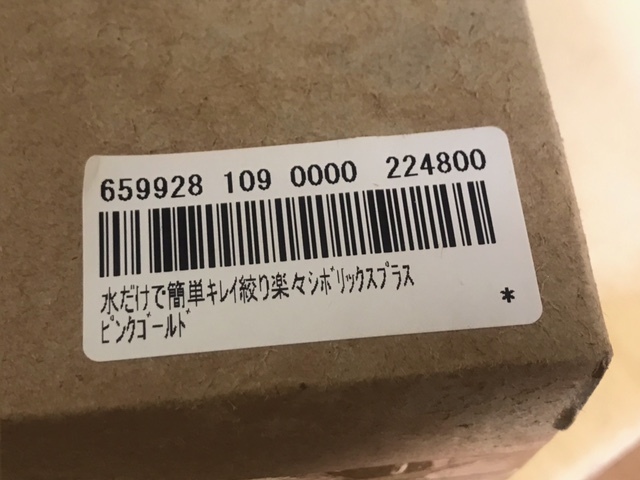 659928 109 0000 224800
水だけで簡単キレイ絞り楽々シボリックスプラス
ピンクゴールド
*